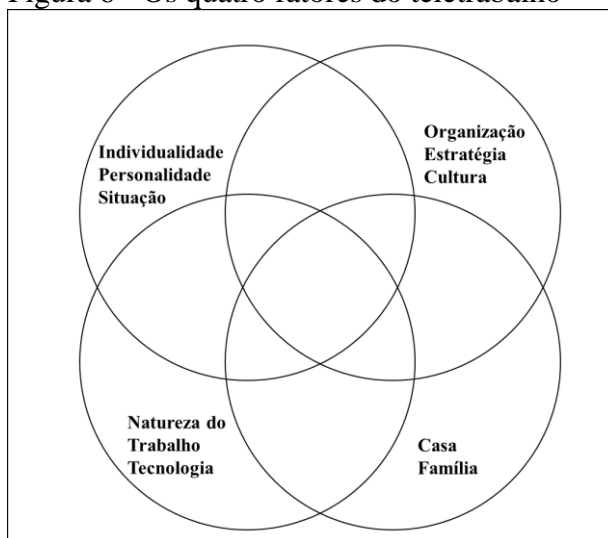 Figura 6 - Os quatro fatores do teletrabalho
Individualidade
Personalidade
Situação
Organização
Estratégia
Cultura
Natureza do
Trabalho
Tecnologia
Casa
Família